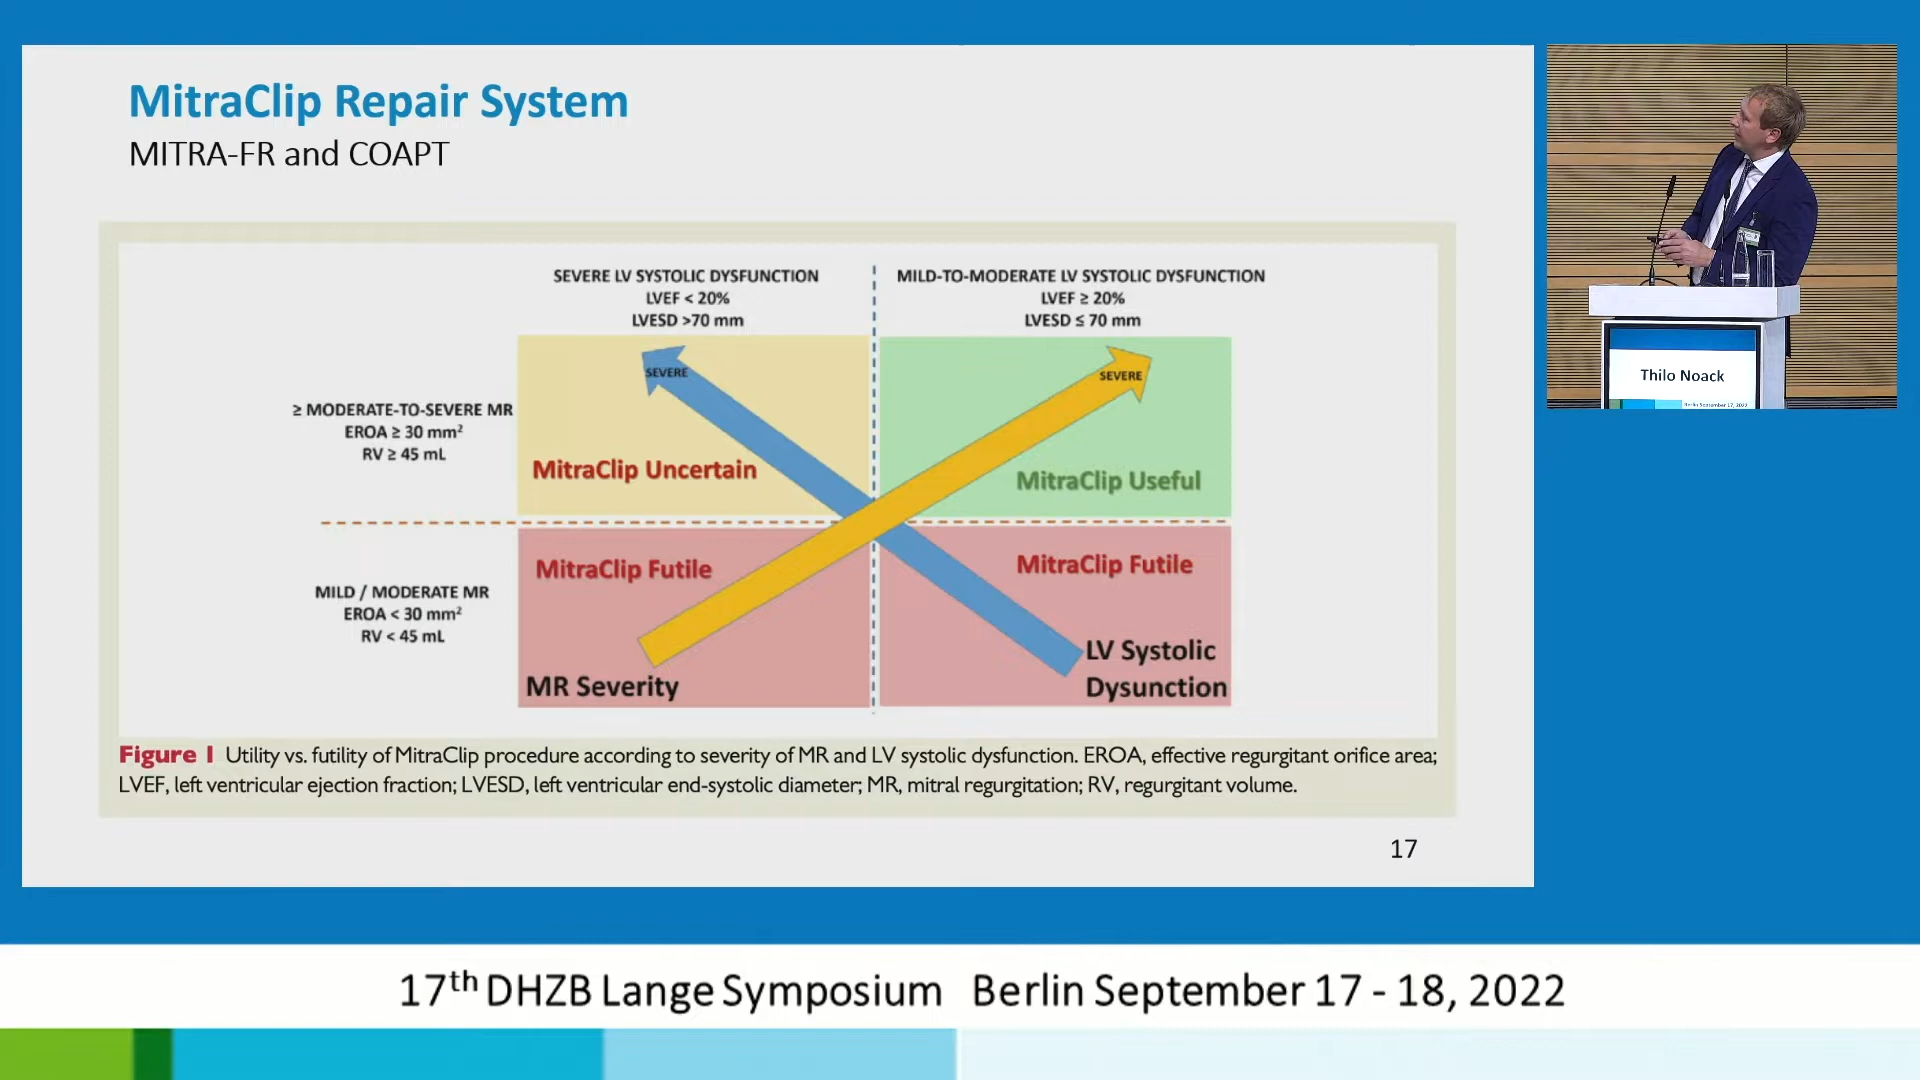 MitraClip Repair System
MITRA-FR and COAPT
SEVERE LV SYSTOLIC DYSFUNCTION
LVEF < 20%
LVESD >70 mm
MILD-TO-MODERATE LV SYSTOLIC DYSFUNCTION
LVEF ≥ 20%
LVESD ≤ 70 mm
≥ MODERATE-TO-SEVERE MR
EROA ≥ 30 mm²
RV ≥ 45 mL
SEVERE
SEVERE
MitraClip Uncertain
MitraClip Useful
MILD / MODERATE MR
EROA < 30 mm²
RV < 45 mL
MitraClip Futile
MitraClip Futile
MR Severity
LV Systolic
Dysunction
Figure 1 Utility vs. futility of MitraClip procedure according to severity of MR and LV systolic dysfunction. EROA, effective regurgitant orifice area;
LVEF, left ventricular ejection fraction; LVESD, left ventricular end-systolic diameter; MR, mitral regurgitation; RV, regurgitant volume.
17
Thilo Noack
Berlin September 17, 2022
17th DHZB Lange Symposium Berlin September 17 - 18, 2022